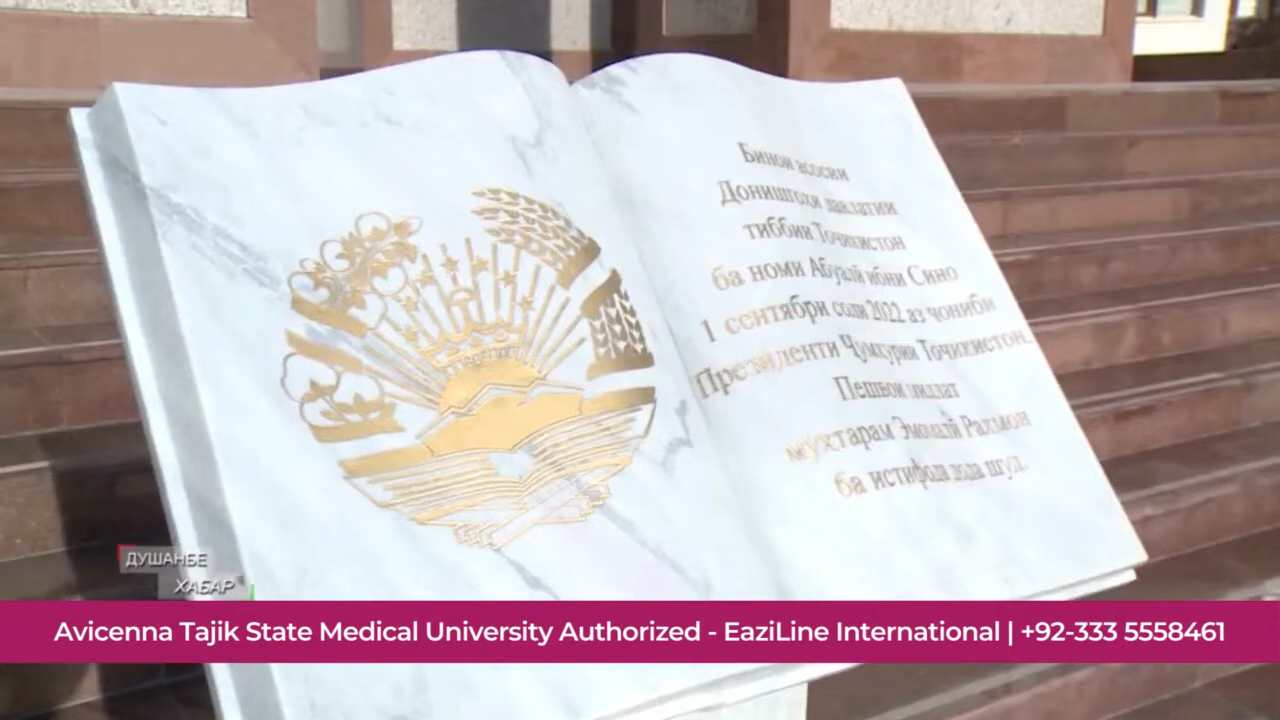 Бинои асосии
Донишгоҳи давлатии
тиббии Тоҷикистон
ба номи Абуалӣ ибни Сино
1 сентябри соли 2022 аз ҷониби
Президенти Ҷумҳурии Тоҷикистон,
Пешвои миллат
муҳтарам Эмомалӣ Раҳмон
ба истифода дода шуд.
ДУШАНБЕ
ХАБАР
Avicenna Tajik State Medical University Authorized - EaziLine International | +92-333 5558461